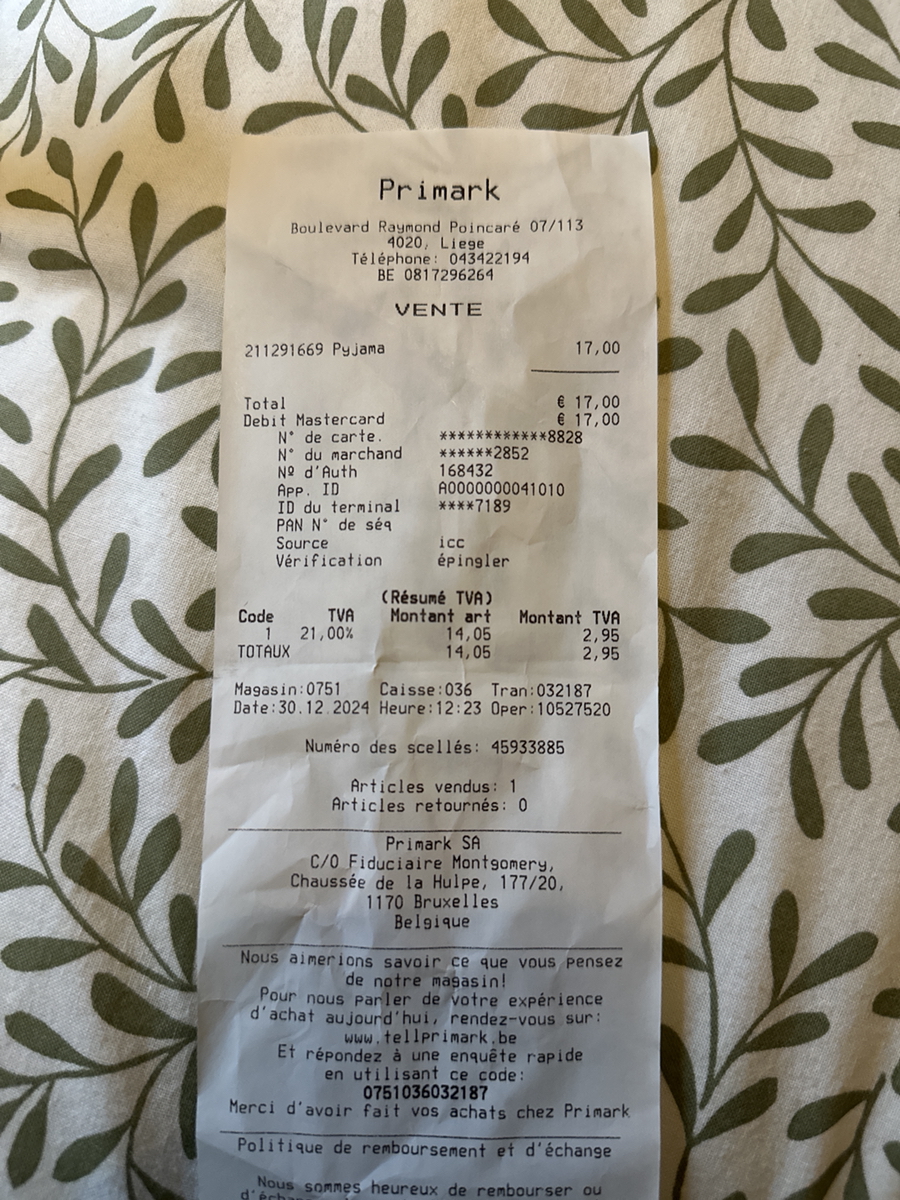 Primark
Boulevard Raymond Poincaré 07/113
4020, Liege
Téléphone: 043422194
BE 0817296264
VENTE
211291669 Pyjama 17,00
Total € 17,00
Debit Mastercard € 17,00
N° de carte. ************8828
N° du marchand ******2852
Nº d'Auth 168432
App. ID A0000000041010
ID du terminal ****7189
PAN N° de séq
Source icc
Vérification épingler
(Résumé TVA)
Code TVA Montant art Montant TVA
1 21,00% 14,05 2,95
TOTAUX 14,05 2,95
Magasin:0751 Caisse:036 Tran:032187
Date:30.12.2024 Heure:12:23 Oper:10527520
Numéro des scellés: 45933885
Articles vendus: 1
Articles retournés: 0
Primark SA
C/O Fiduciaire Montgomery,
Chaussée de la Hulpe, 177/20,
1170 Bruxelles
Belgique
Nous aimerions savoir ce que vous pensez
de notre magasin!
Pour nous parler de votre expérience
d'achat aujourd'hui, rendez-vous sur:
www.tellprimark.be
Et répondez à une enquête rapide
en utilisant ce code:
0751036032187
Merci d'avoir fait vos achats chez Primark
Politique de remboursement et d'échange
Nous sommes heureux de rembourser ou